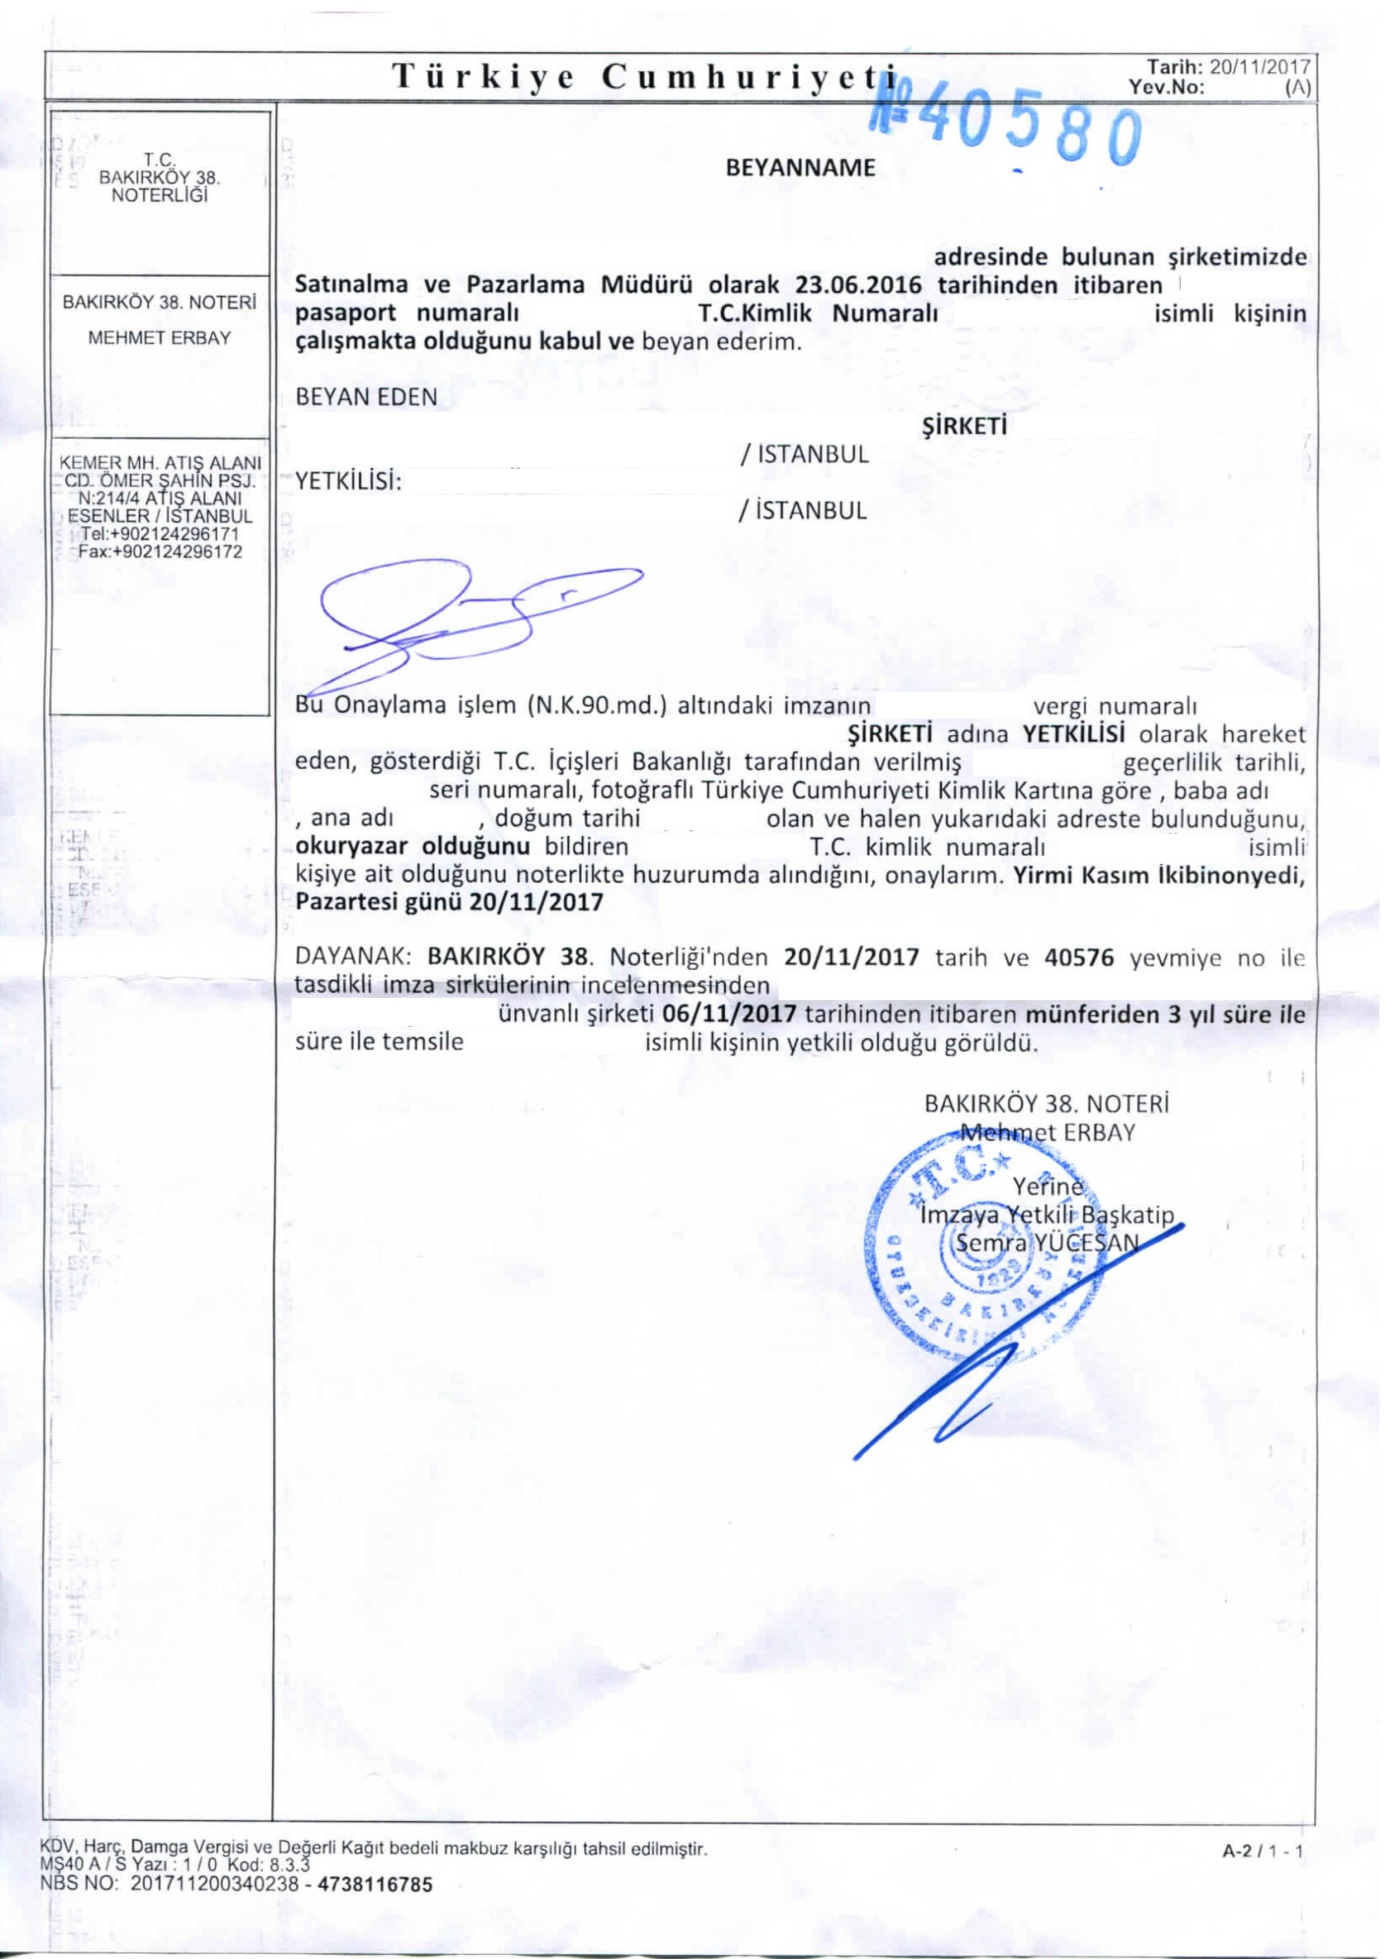 Türkiye Cumhuriyeti
Tarih: 20/11/2017
Yev.No: (A)
№40580
T.C.
BAKIRKÖY 38.
NOTERLİĞİ
BAKIRKÖY 38. NOTERİ
MEHMET ERBAY
KEMER MH. ATIŞ ALANI
CD. ÖMER ŞAHİN PSJ.
N:214/4 ATIŞ ALANI
ESENLER / İSTANBUL
Tel:+902124296171
Fax:+902124296172
BEYANNAME
adresinde bulunan şirketimizde
Satınalma ve Pazarlama Müdürü olarak 23.06.2016 tarihinden itibaren
pasaport numaralı T.C.Kimlik Numaralı isimli kişinin
çalışmakta olduğunu kabul ve beyan ederim.
BEYAN EDEN
ŞİRKETİ
/ İSTANBUL
YETKİLİSİ:
/ İSTANBUL
Bu Onaylama işlem (N.K.90.md.) altındaki imzanın vergi numaralı
ŞİRKETİ adına YETKİLİSİ olarak hareket
eden, gösterdiği T.C. İçişleri Bakanlığı tarafından verilmiş geçerlilik tarihli,
seri numaralı, fotoğraflı Türkiye Cumhuriyeti Kimlik Kartına göre , baba adı
, ana adı , doğum tarihi olan ve halen yukarıdaki adreste bulunduğunu,
okuryazar olduğunu bildiren T.C. kimlik numaralı isimli
kişiye ait olduğunu noterlikte huzurumda alındığını, onaylarım. Yirmi Kasım İkibinonyedi,
Pazartesi günü 20/11/2017
DAYANAK: BAKIRKÖY 38. Noterliği'nden 20/11/2017 tarih ve 40576 yevmiye no ile
tasdikli imza sirkülerinin incelenmesinden
ünvanlı şirketi 06/11/2017 tarihinden itibaren münferiden 3 yıl süre ile
süre ile temsile isimli kişinin yetkili olduğu görüldü.
BAKIRKÖY 38. NOTERİ
Mehmet ERBAY
Yerine
İmzaya Yetkili Başkatip
Semra YÜCESAN
T.C.
1923
BAKIRKÖY
KDV, Harç, Damga Vergisi ve Değerli Kağıt bedeli makbuz karşılığı tahsil edilmiştir.
MŞ40 A / S Yazı : 1 / 0 Kod: 8.3.3
NBS NO: 201711200340238 - 4738116785
A-2 / 1 - 1